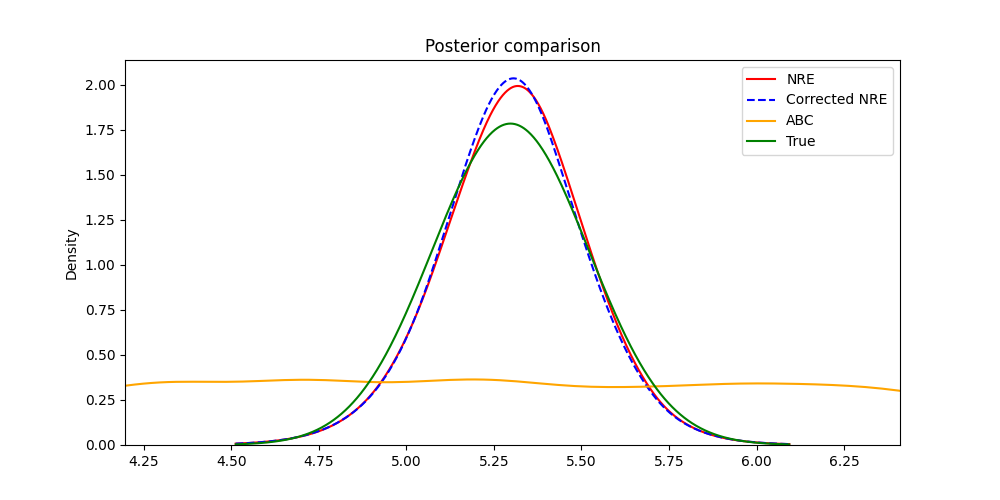 Posterior comparison
NRE
Corrected NRE
ABC
True
Density
2.00
1.75
1.50
1.25
1.00
0.75
0.50
0.25
0.00
4.25 4.50 4.75 5.00 5.25 5.50 5.75 6.00 6.25